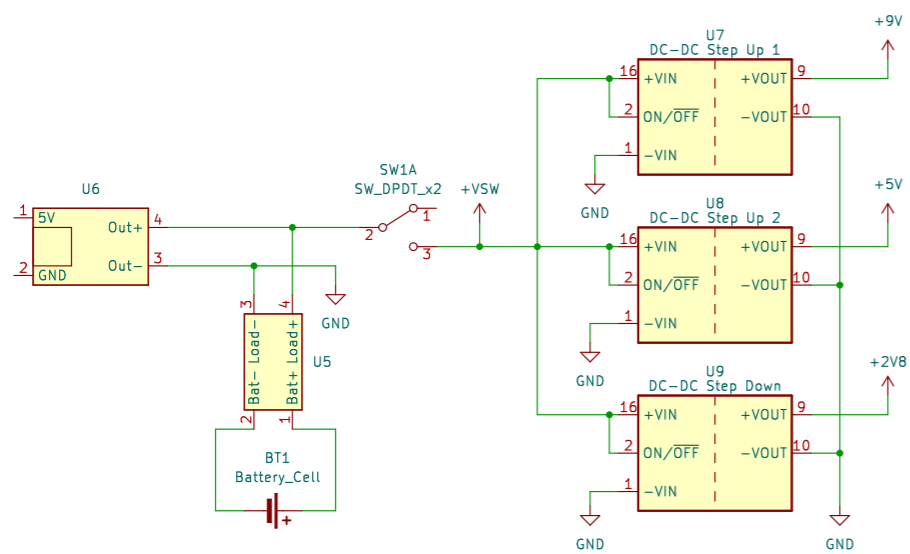 +9V
U7
DC-DC Step Up 1
16 +VIN +VOUT 9
2 ON/OFF -VOUT 10
1 -VIN
GND
SW1A
SW_DPDT_x2
+VSW
1
2
3
U6
1 5V
Out+ 4
Out- 3
2 GND
GND
+5V
U8
DC-DC Step Up 2
16 +VIN +VOUT 9
2 ON/OFF -VOUT 10
1 -VIN
GND
3 4
Bat- Load-
Bat+ Load+
U5
2 1
BT1
Battery_Cell
+
+2V8
U9
DC-DC Step Down
16 +VIN +VOUT 9
2 ON/OFF -VOUT 10
1 -VIN
GND
GND